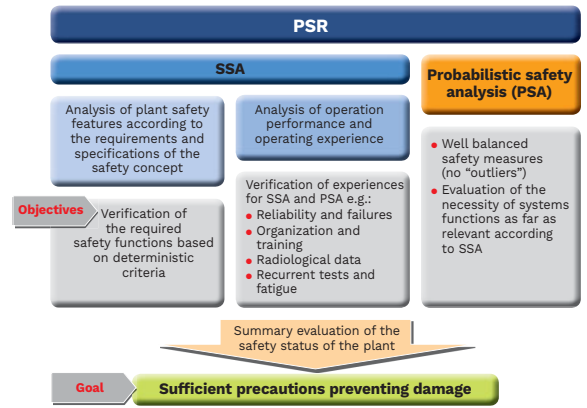 PSR
SSA
Probabilistic safety
analysis (PSA)
Analysis of plant safety
features according to
the requirements and
specifications of the
safety concept
Analysis of operation
performance and
operating experience
• Well balanced
safety measures
(no “outliers”)
• Evaluation of the
necessity of systems
functions as far as
relevant according
to SSA
Objectives
Verification of
the required
safety functions based
on deterministic
criteria
Verification of experiences
for SSA and PSA e.g.:
• Reliability and failures
• Organization and
training
• Radiological data
• Recurrent tests and
fatigue
Summary evaluation of the
safety status of the plant
Goal
Sufficient precautions preventing damage